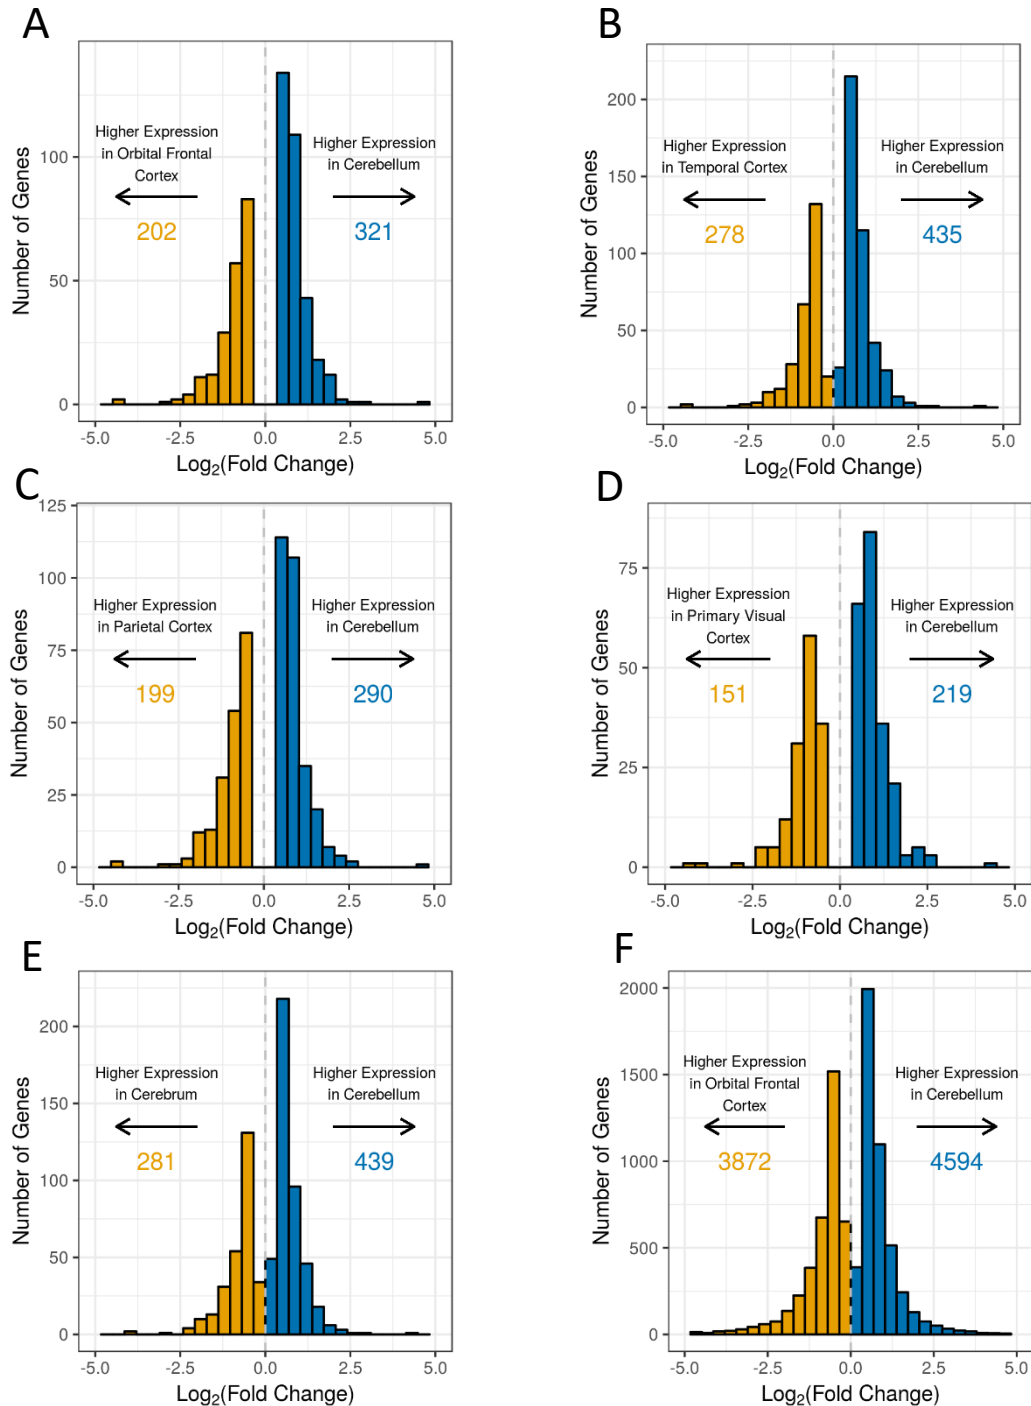 A
Number of Genes
100
50
0
Higher Expression
in Orbital Frontal
Cortex
202
Higher Expression
in Cerebellum
321
-5.0 -2.5 0.0 2.5 5.0
Log₂(Fold Change)
B
Number of Genes
200
150
100
50
0
Higher Expression
in Temporal Cortex
278
Higher Expression
in Cerebellum
435
-5.0 -2.5 0.0 2.5 5.0
Log₂(Fold Change)
C
Number of Genes
125
100
75
50
25
0
Higher Expression
in Parietal Cortex
199
Higher Expression
in Cerebellum
290
-5.0 -2.5 0.0 2.5 5.0
Log₂(Fold Change)
D
Number of Genes
75
50
25
0
Higher Expression
in Primary Visual
Cortex
151
Higher Expression
in Cerebellum
219
-5.0 -2.5 0.0 2.5 5.0
Log₂(Fold Change)
E
Number of Genes
200
150
100
50
0
Higher Expression
in Cerebrum
281
Higher Expression
in Cerebellum
439
-5.0 -2.5 0.0 2.5 5.0
Log₂(Fold Change)
F
Number of Genes
2000
1500
1000
500
0
Higher Expression
in Orbital Frontal
Cortex
3872
Higher Expression
in Cerebellum
4594
-5.0 -2.5 0.0 2.5 5.0
Log₂(Fold Change)